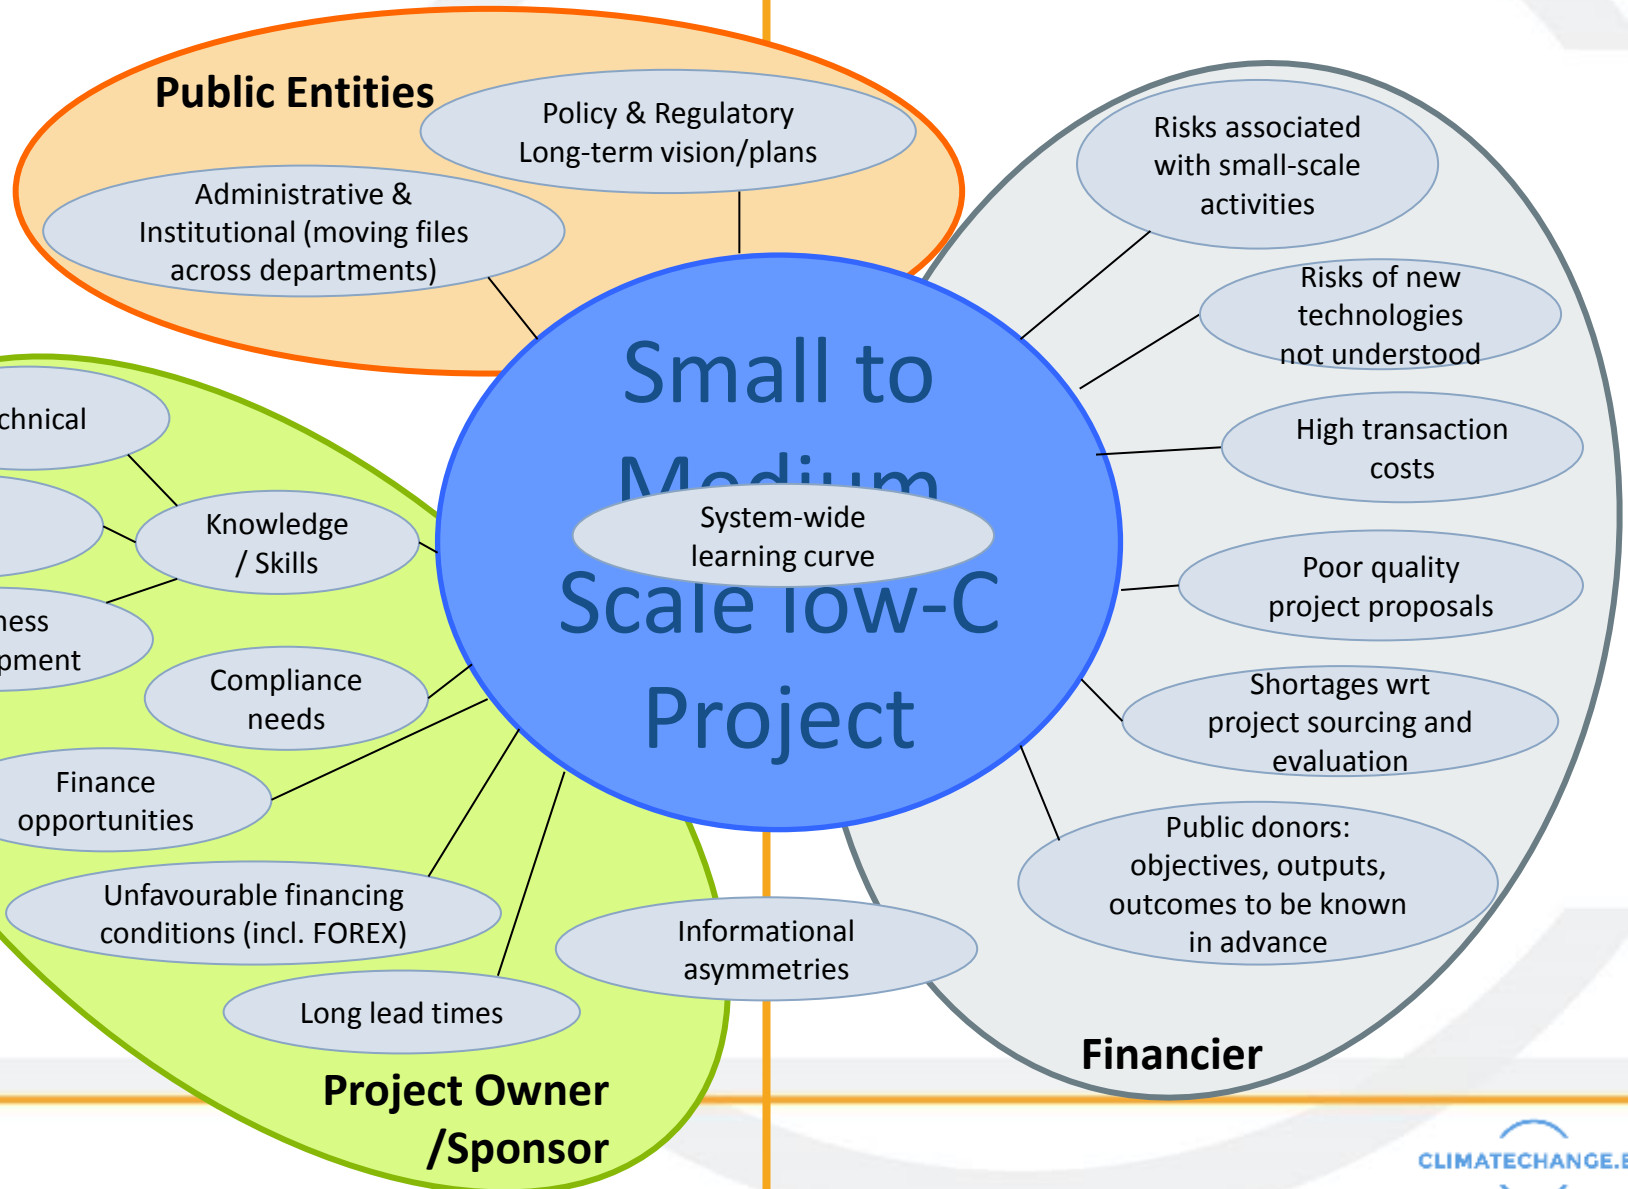 Public Entities
Policy & Regulatory
Long-term vision/plans
Administrative &
Institutional (moving files
across departments)
Risks associated
with small-scale
activities
Risks of new
technologies
not understood
High transaction
costs
Poor quality
project proposals
Shortages wrt
project sourcing and
evaluation
Public donors:
objectives, outputs,
outcomes to be known
in advance
Financier
Small to
Medium
Scale low-C
Project
System-wide
learning curve
chnical
Knowledge
/ Skills
ness
pment
Compliance
needs
Finance
opportunities
Unfavourable financing
conditions (incl. FOREX)
Long lead times
Informational
asymmetries
Project Owner
/Sponsor
CLIMATECHANGE.E